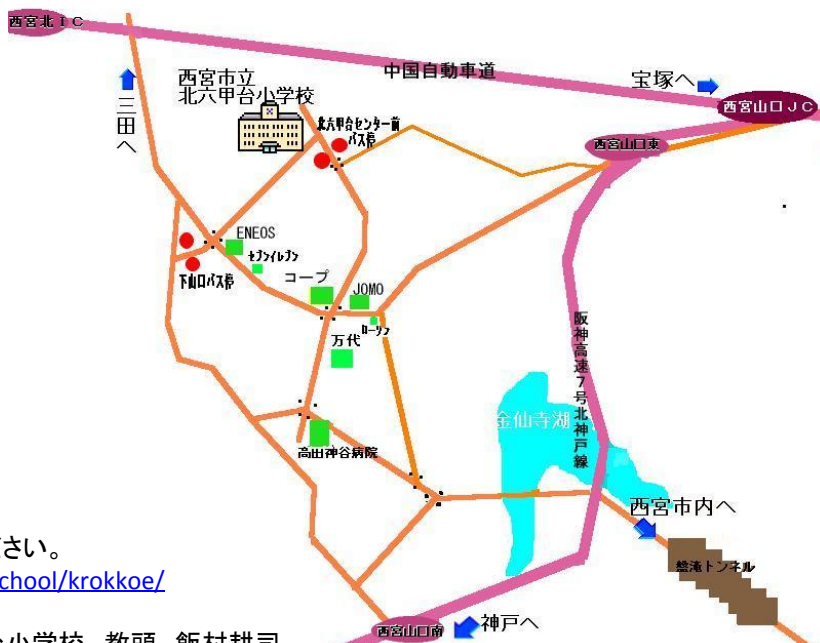 西宮北IC
中国自動車道
宝塚へ
西宮山口JC
三田へ
西宮市立
北六甲台小学校
北六甲台センター前
バス停
西宮山口東
ENEOS
セブンイレブン
下山口バス停
コープ
JOMO
ローソン
万代
阪神高速7号北神戸線
金仙寺湖
高田神谷病院
西宮市内へ
盤滝トンネル
さい。
chool/krokkoe/
小学校 教頭 飯村耕司
西宮山口南
神戸へ